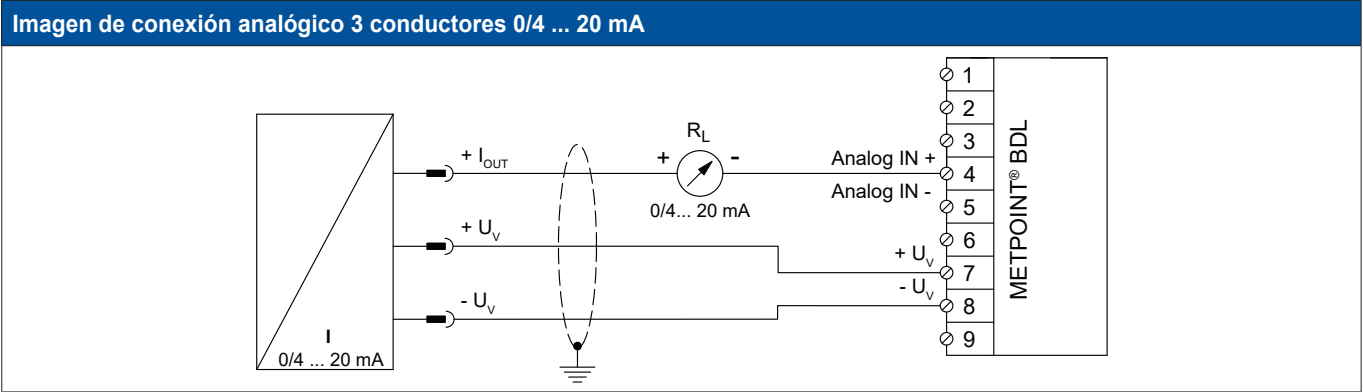 Imagen de conexión analógico 3 conductores 0/4 ... 20 mA
1
2
3
4
5
6
7
8
9
METPOINT® BDL
+ I_OUT
+ U_V
- U_V
I
0/4 ... 20 mA
R_L
+ -
0/4... 20 mA
Analog IN +
Analog IN -
+ U_V
- U_V